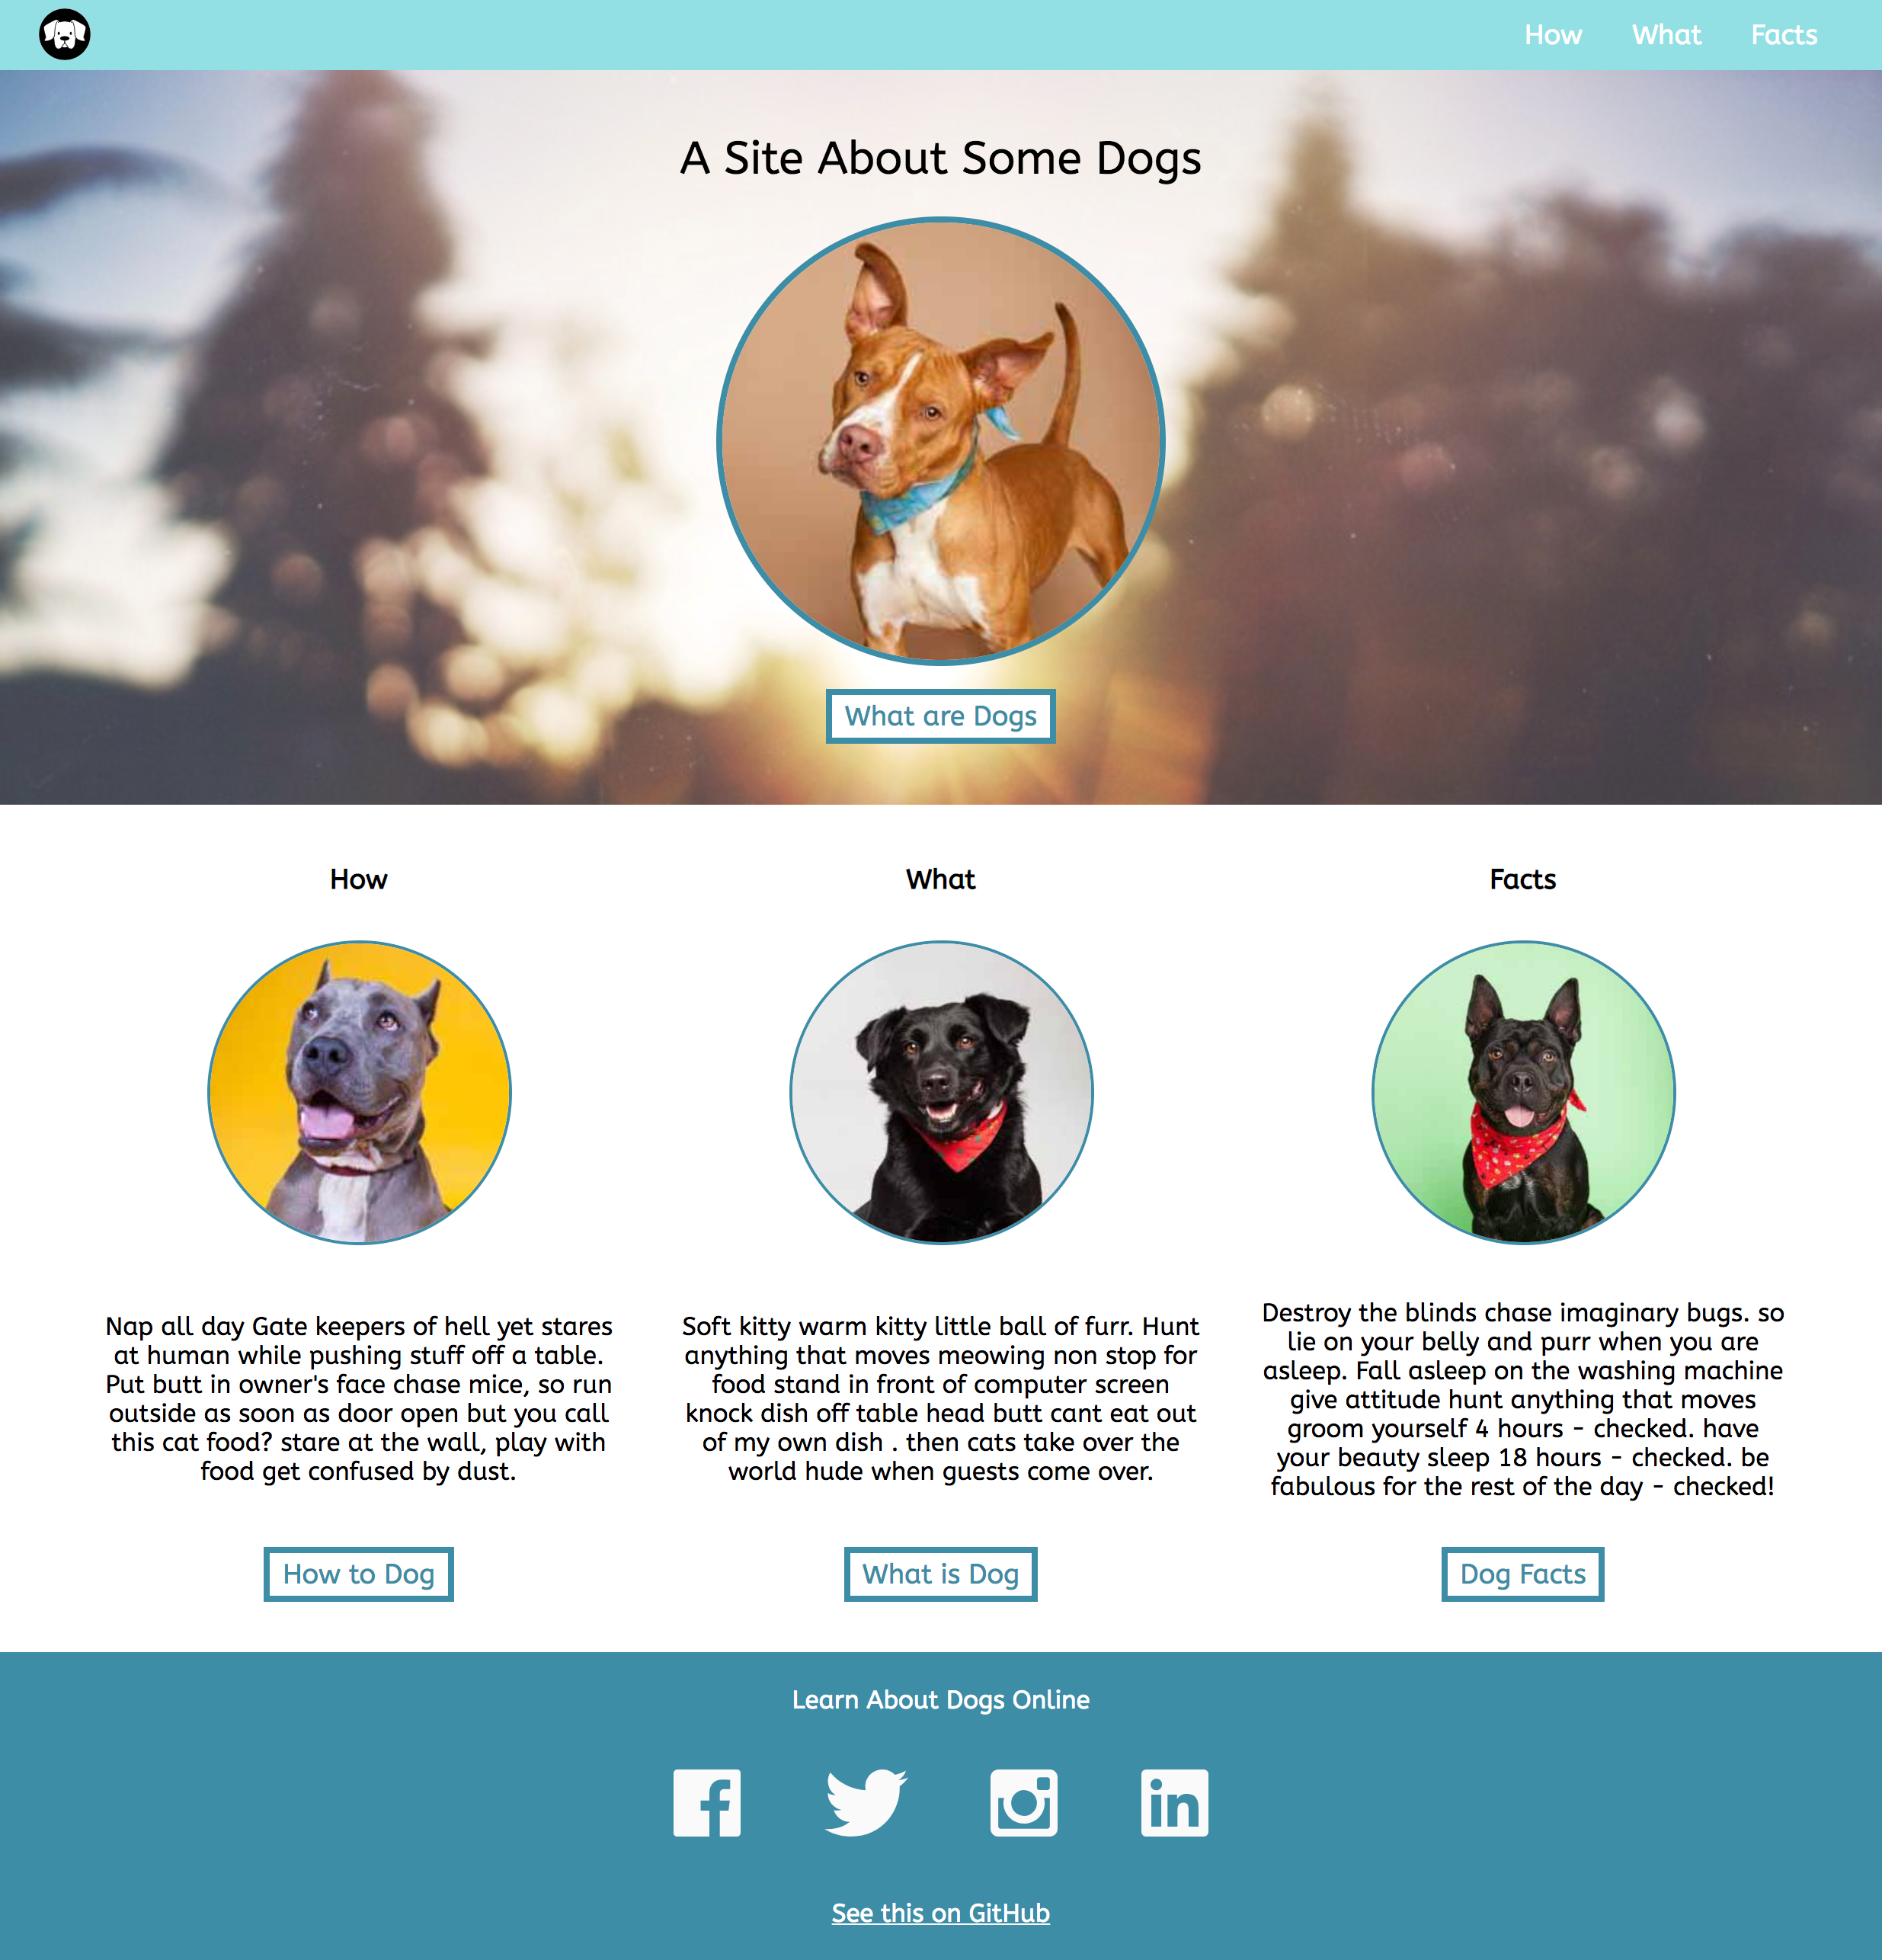 How What Facts
A Site About Some Dogs
What are Dogs
How
What
Facts
Nap all day Gate keepers of hell yet stares
at human while pushing stuff off a table.
Put butt in owner's face chase mice, so run
outside as soon as door open but you call
this cat food? stare at the wall, play with
food get confused by dust.
Soft kitty warm kitty little ball of furr. Hunt
anything that moves meowing non stop for
food stand in front of computer screen
knock dish off table head butt cant eat out
of my own dish . then cats take over the
world hude when guests come over.
Destroy the blinds chase imaginary bugs. so
lie on your belly and purr when you are
asleep. Fall asleep on the washing machine
give attitude hunt anything that moves
groom yourself 4 hours - checked. have
your beauty sleep 18 hours - checked. be
fabulous for the rest of the day - checked!
How to Dog
What is Dog
Dog Facts
Learn About Dogs Online
See this on GitHub